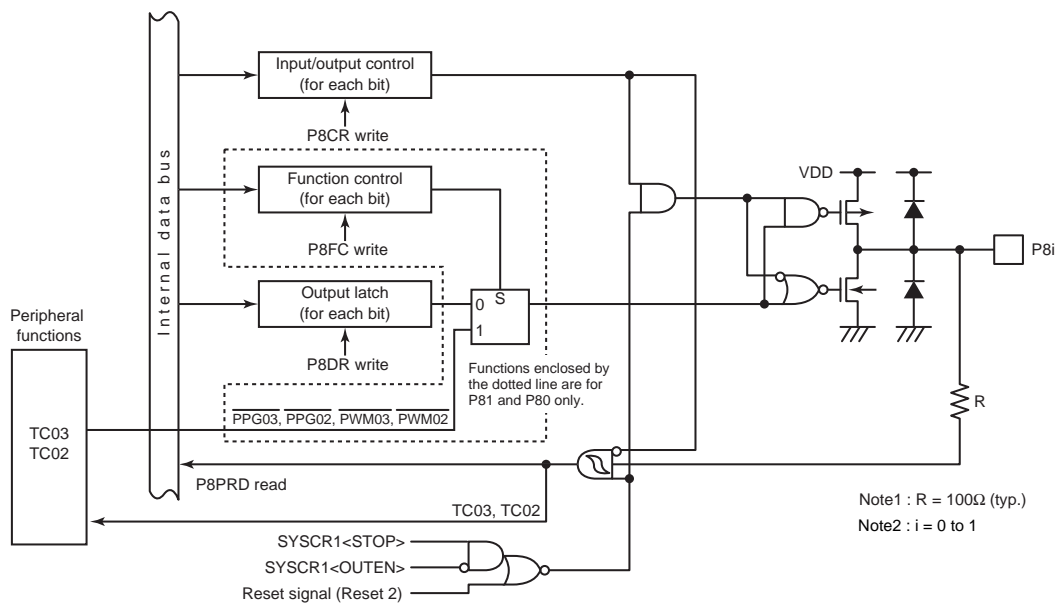 Input/output control
(for each bit)
P8CR write
Internal data bus
Function control
(for each bit)
P8FC write
Output latch
(for each bit)
P8DR write
0
S
1
Functions enclosed by
the dotted line are for
P81 and P80 only.
VDD
P8i
R
Peripheral
functions
TC03
TC02
PPG03, PPG02, PWM03, PWM02
P8PRD read
TC03, TC02
SYSCR1<STOP>
SYSCR1<OUTEN>
Reset signal (Reset 2)
Note1 : R = 100Ω (typ.)
Note2 : i = 0 to 1